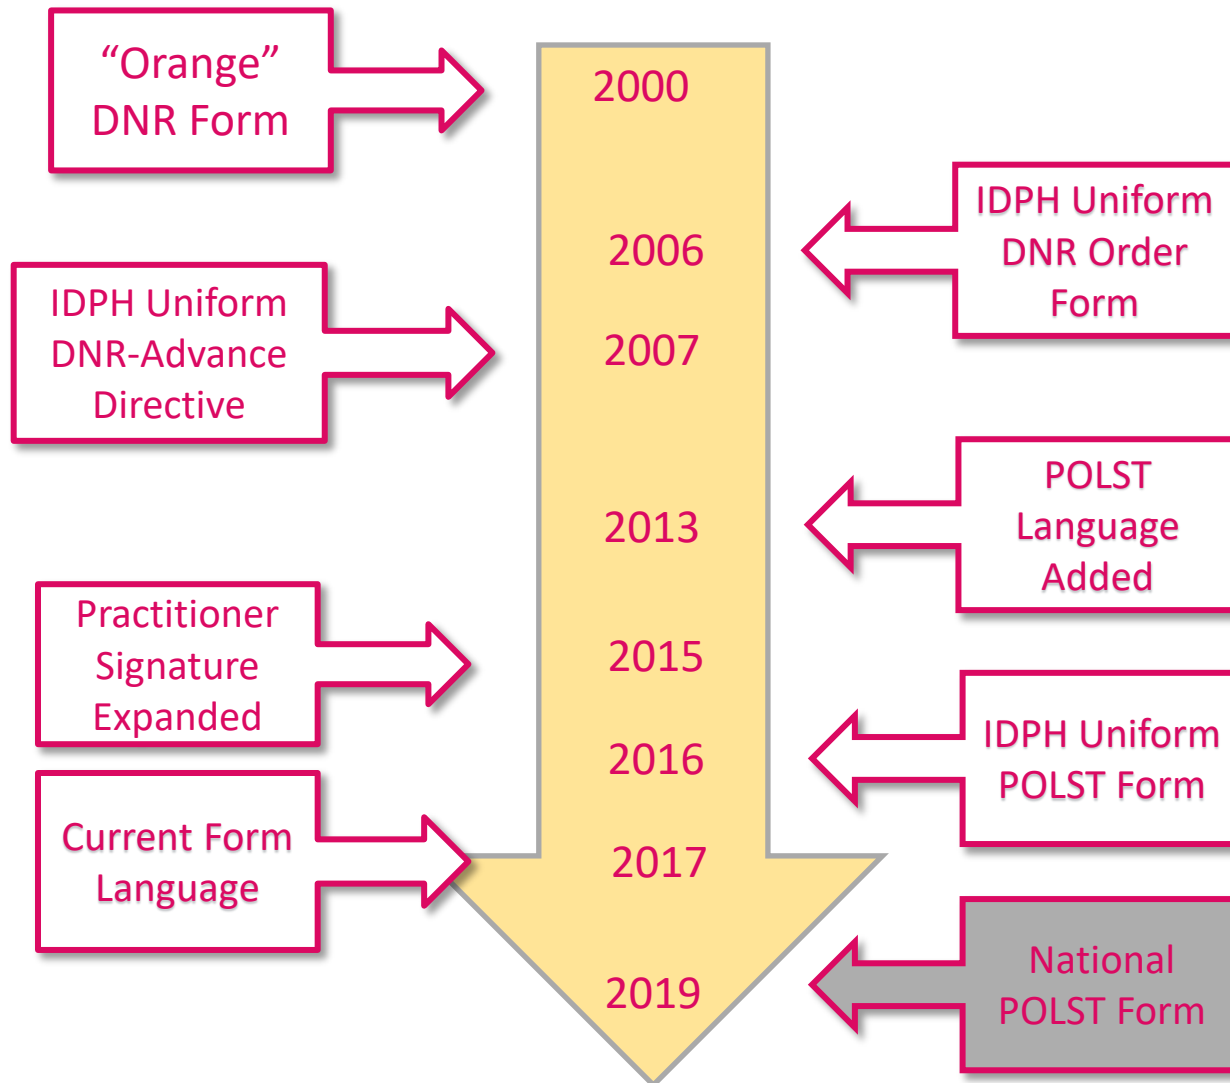 “Orange”
DNR Form
2000
IDPH Uniform
DNR Order
Form
2006
IDPH Uniform
DNR-Advance
Directive
2007
POLST
Language
Added
2013
Practitioner
Signature
Expanded
2015
IDPH Uniform
POLST Form
2016
Current Form
Language
2017
National
POLST Form
2019